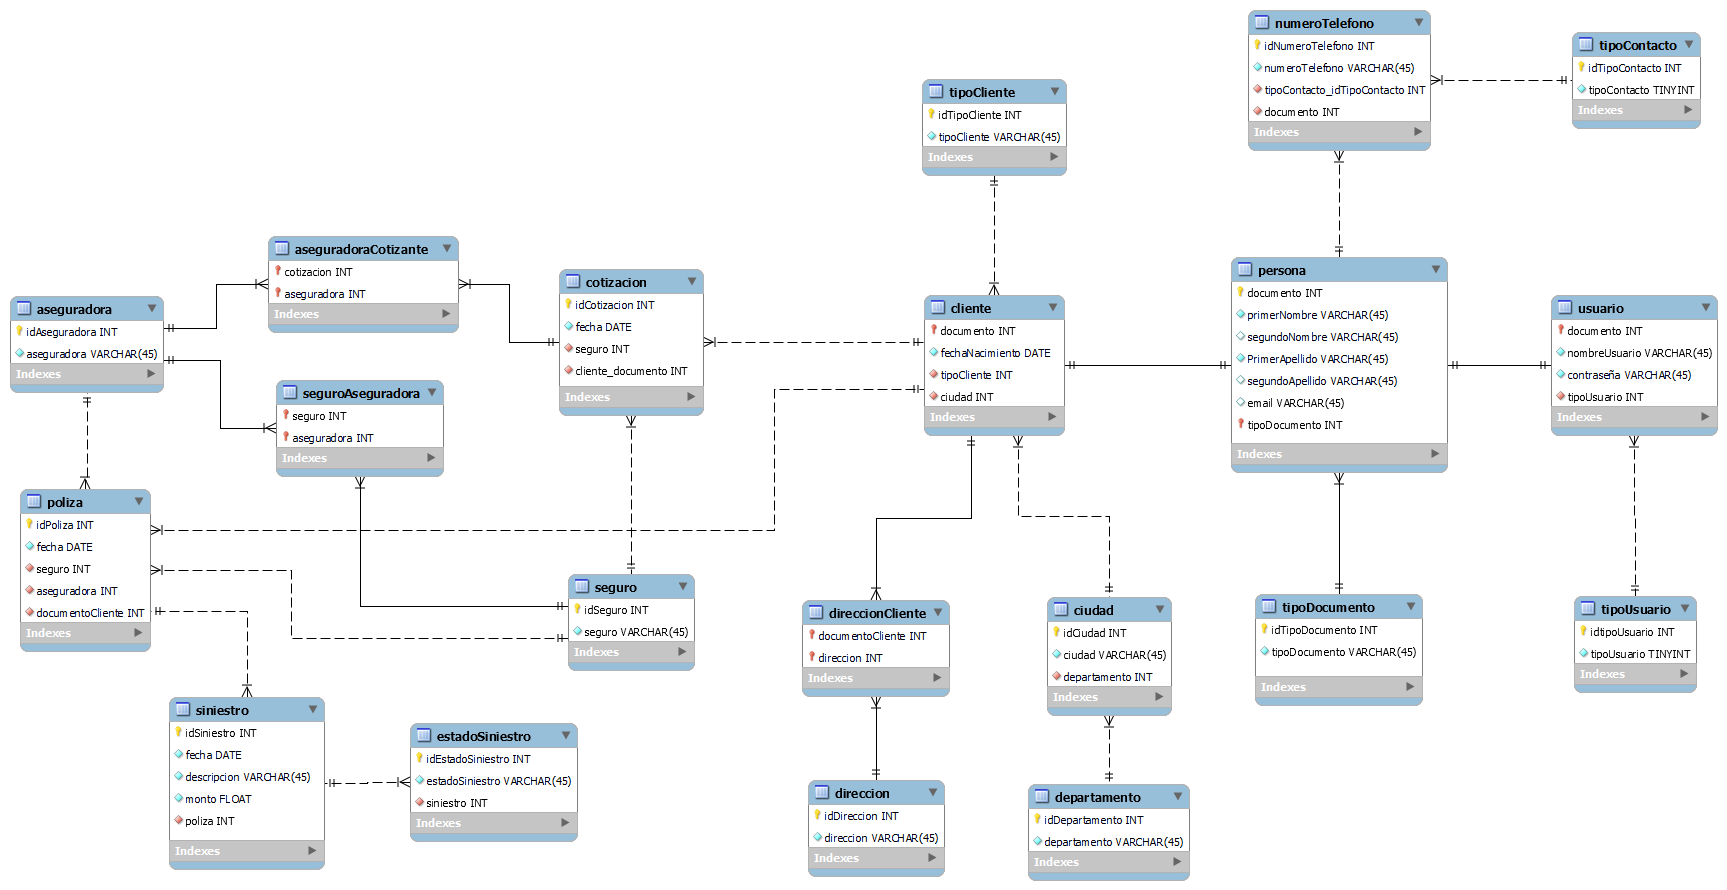 numeroTelefono
idNumeroTelefono INT
numeroTelefono VARCHAR(45)
tipoContacto_idTipoContacto INT
documento INT
Indexes
tipoContacto
idTipoContacto INT
tipoContacto TINYINT
Indexes
tipoCliente
idTipoCliente INT
tipoCliente VARCHAR(45)
Indexes
aseguradoraCotizante
cotizacion INT
aseguradora INT
Indexes
cotizacion
idCotizacion INT
fecha DATE
seguro INT
cliente_documento INT
Indexes
aseguradora
idAseguradora INT
aseguradora VARCHAR(45)
Indexes
seguroAseguradora
seguro INT
aseguradora INT
Indexes
cliente
documento INT
fechaNacimiento DATE
tipoCliente INT
ciudad INT
Indexes
persona
documento INT
primerNombre VARCHAR(45)
segundoNombre VARCHAR(45)
PrimerApellido VARCHAR(45)
segundoApellido VARCHAR(45)
email VARCHAR(45)
tipoDocumento INT
Indexes
usuario
documento INT
nombreUsuario VARCHAR(45)
contraseña VARCHAR(45)
tipoUsuario INT
Indexes
poliza
idPoliza INT
fecha DATE
seguro INT
aseguradora INT
documentoCliente INT
Indexes
seguro
idSeguro INT
seguro VARCHAR(45)
Indexes
direccionCliente
documentoCliente INT
direccion INT
Indexes
ciudad
idCiudad INT
ciudad VARCHAR(45)
departamento INT
Indexes
tipoDocumento
idTipoDocumento INT
tipoDocumento VARCHAR(45)
Indexes
tipoUsuario
idtipoUsuario INT
tipoUsuario TINYINT
Indexes
siniestro
idSiniestro INT
fecha DATE
descripcion VARCHAR(45)
monto FLOAT
poliza INT
Indexes
estadoSiniestro
idEstadoSiniestro INT
estadoSiniestro VARCHAR(45)
siniestro INT
Indexes
direccion
idDireccion INT
direccion VARCHAR(45)
Indexes
departamento
idDepartamento INT
departamento VARCHAR(45)
Indexes